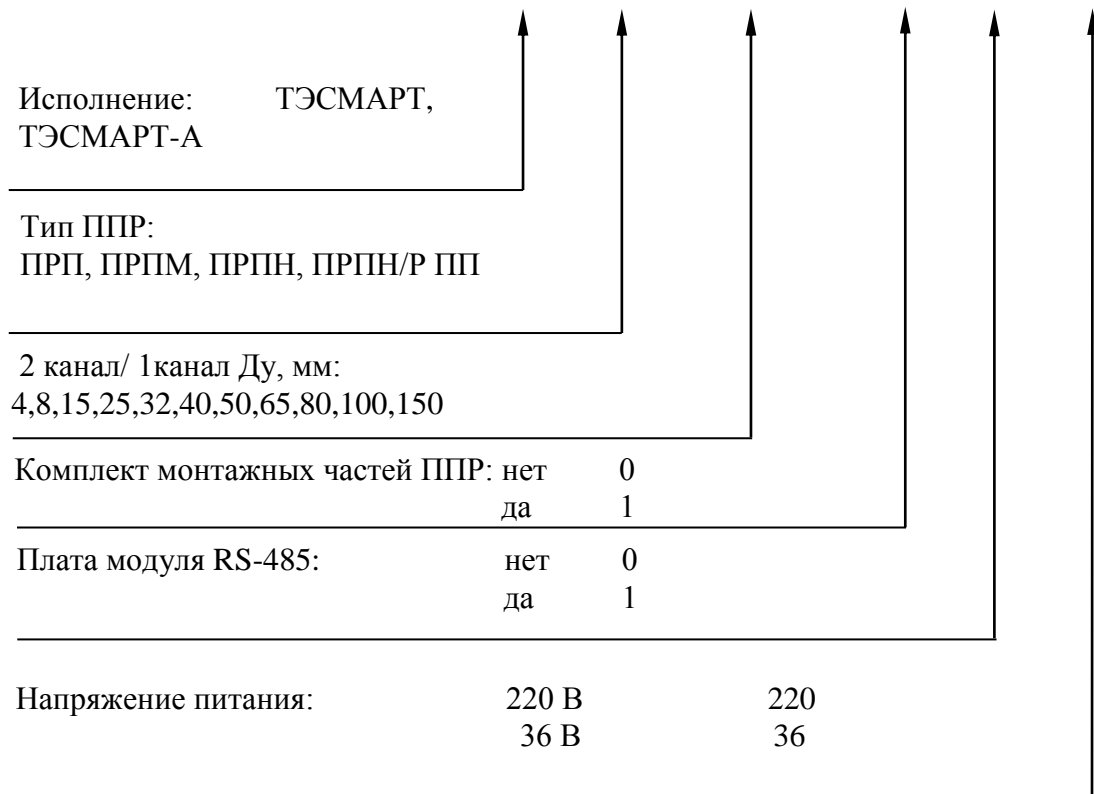 Исполнение: ТЭСМАРТ,
ТЭСМАРТ-А
Тип ППР:
ПРП, ПРПМ, ПРПН, ПРПН/Р ПП
2 канал/ 1канал Ду, мм:
4,8,15,25,32,40,50,65,80,100,150
Комплект монтажных частей ППР: нет 0
да 1
Плата модуля RS-485: нет 0
да 1
Напряжение питания: 220 В 220
36 В 36